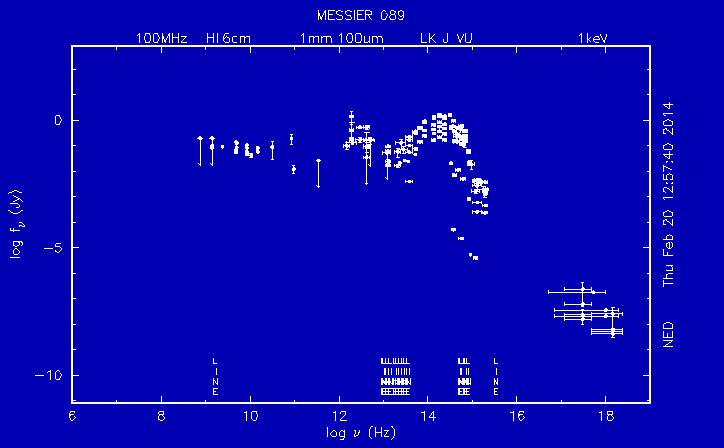 MESSIER 089
100MHz HI 6cm 1mm 100um LK J VU 1keV
0
−5
−10
log fν (Jy)
L L L L
I I I I
N N N N
E E E E
6 8 10 12 14 16 18
log ν (Hz)
NED Thu Feb 20 12:57:40 2014